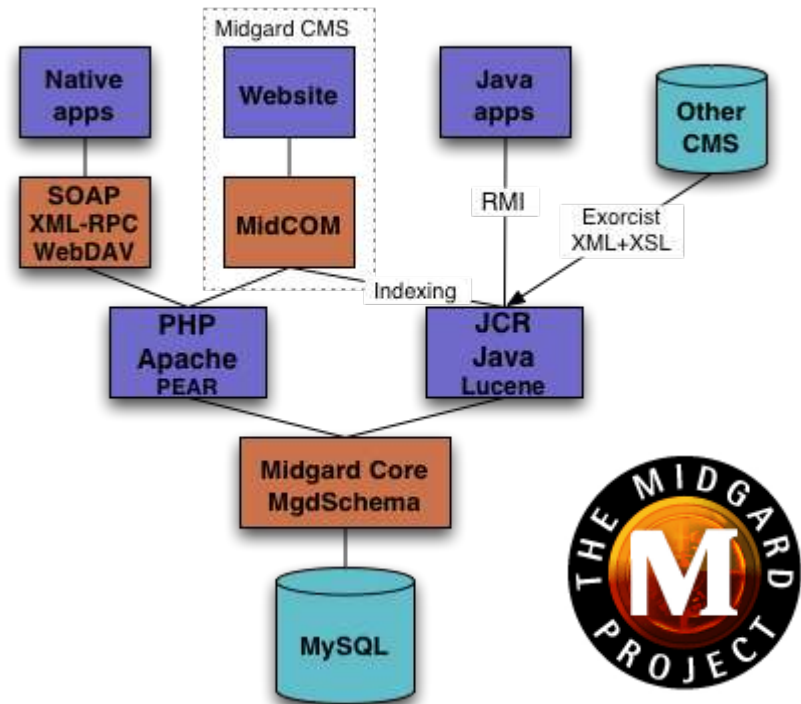 Midgard CMS
Native
apps
Website
Java
apps
Other
CMS
SOAP
XML-RPC
WebDAV
MidCOM
RMI
Exorcist
XML+XSL
Indexing
PHP
Apache
PEAR
JCR
Java
Lucene
Midgard Core
MgdSchema
MySQL
THE MIDGARD
M
PROJECT